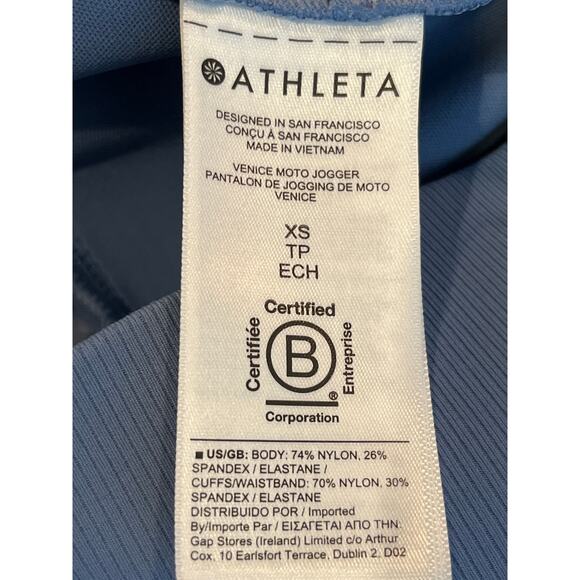 ATHLETA
DESIGNED IN SAN FRANCISCO
CONÇU À SAN FRANCISCO
MADE IN VIETNAM
VENICE MOTO JOGGER
PANTALON DE JOGGING DE MOTO
VENICE
XS
TP
ECH
Certified
Certifiée
B
Entreprise
®
Corporation
■ US/GB: BODY: 74% NYLON, 26%
SPANDEX / ELASTANE /
CUFFS/WAISTBAND: 70% NYLON, 30%
SPANDEX / ELASTANE
DISTRIBUIDO POR / Imported
By/Importe Par / ΕΙΣΑΓΕΤΑΙ ΑΠΟ ΤΗΝ:
Gap Stores (Ireland) Limited c/o Arthur
Cox, 10 Earlsfort Terrace, Dublin 2, D02